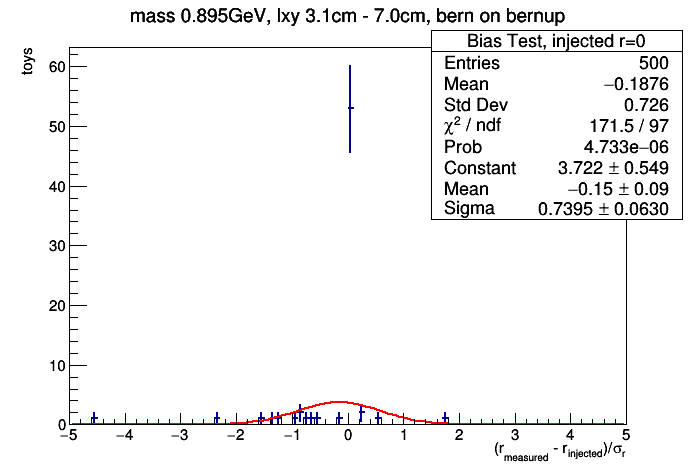 mass 0.895GeV, lxy 3.1cm - 7.0cm, bern on bernup
Bias Test, injected r=0
Entries 500
Mean −0.1876
Std Dev 0.726
χ² / ndf 171.5 / 97
Prob 4.733e−06
Constant 3.722 ± 0.549
Mean −0.15 ± 0.09
Sigma 0.7395 ± 0.0630
toys
60
50
40
30
20
10
0
−5 −4 −3 −2 −1 0 1 2 3 4 5
(r_measured - r_injected)/σ_r